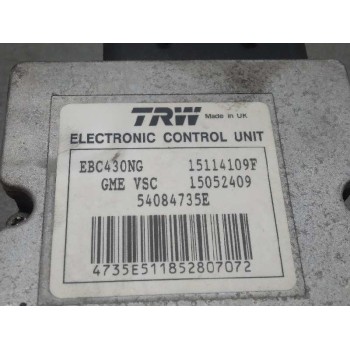 TRW Made in UK
ELECTRONIC CONTROL UNIT
EBC430NG 15114109F
GME VSC 15052409
54084735E
4735E511852807072